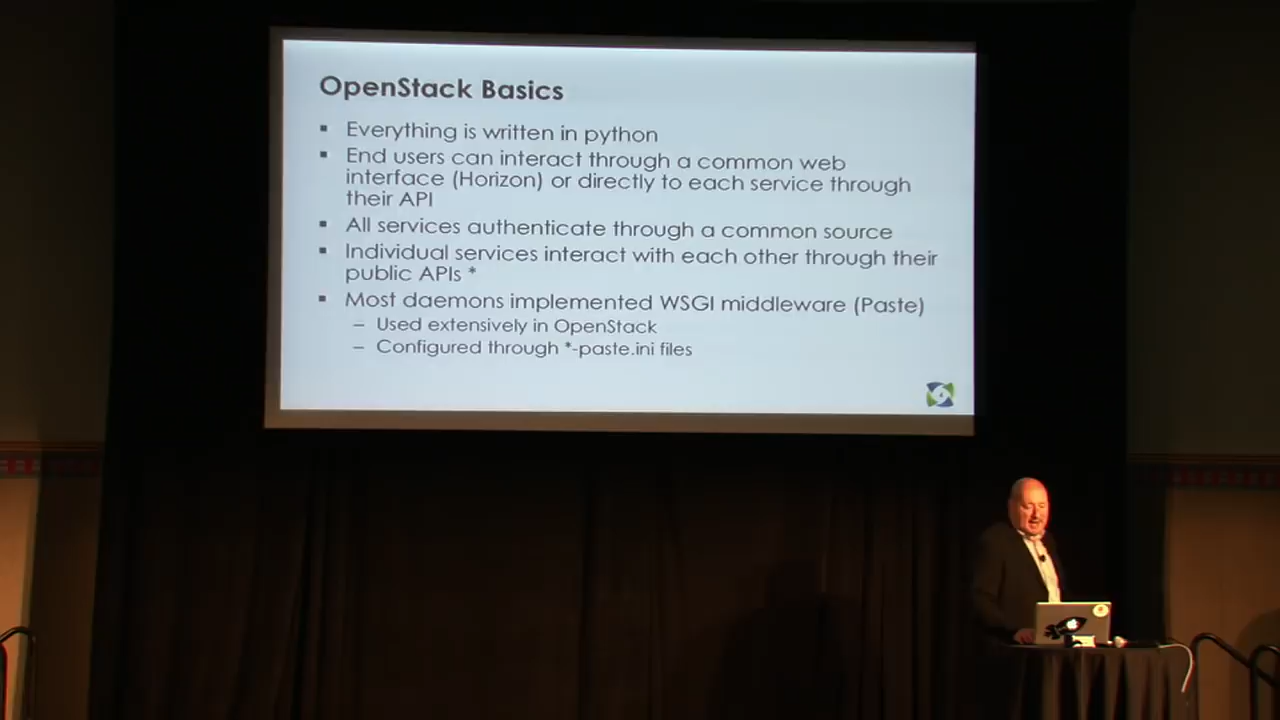 OpenStack Basics
▪ Everything is written in python
▪ End users can interact through a common web
interface (Horizon) or directly to each service through
their API
▪ All services authenticate through a common source
▪ Individual services interact with each other through their
public APIs *
▪ Most daemons implemented WSGI middleware (Paste)
– Used extensively in OpenStack
– Configured through *-paste.ini files